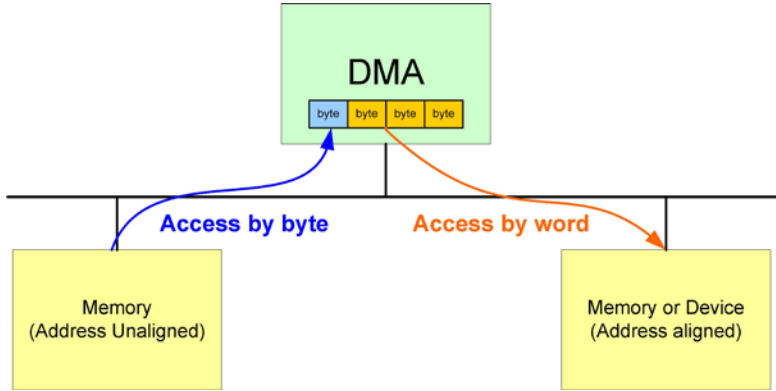 DMA
byte byte byte byte
Access by byte
Access by word
Memory
(Address Unaligned)
Memory or Device
(Address aligned)